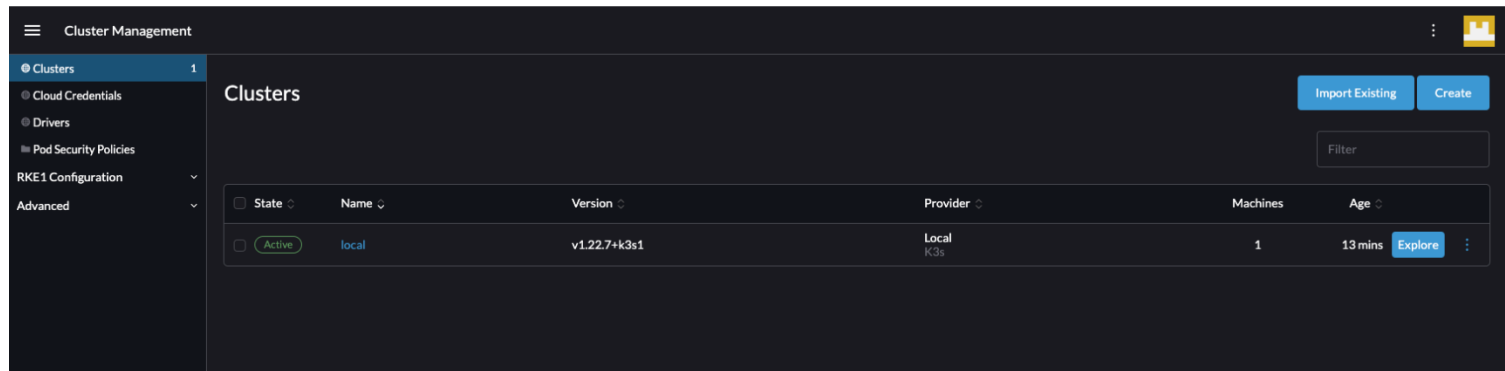 Cluster Management
Clusters 1
Cloud Credentials
Drivers
Pod Security Policies
RKE1 Configuration
Advanced
Clusters
Import Existing Create
Filter
State Name Version Provider Machines Age
Active local v1.22.7+k3s1 Local 1 13 mins Explore
K3s